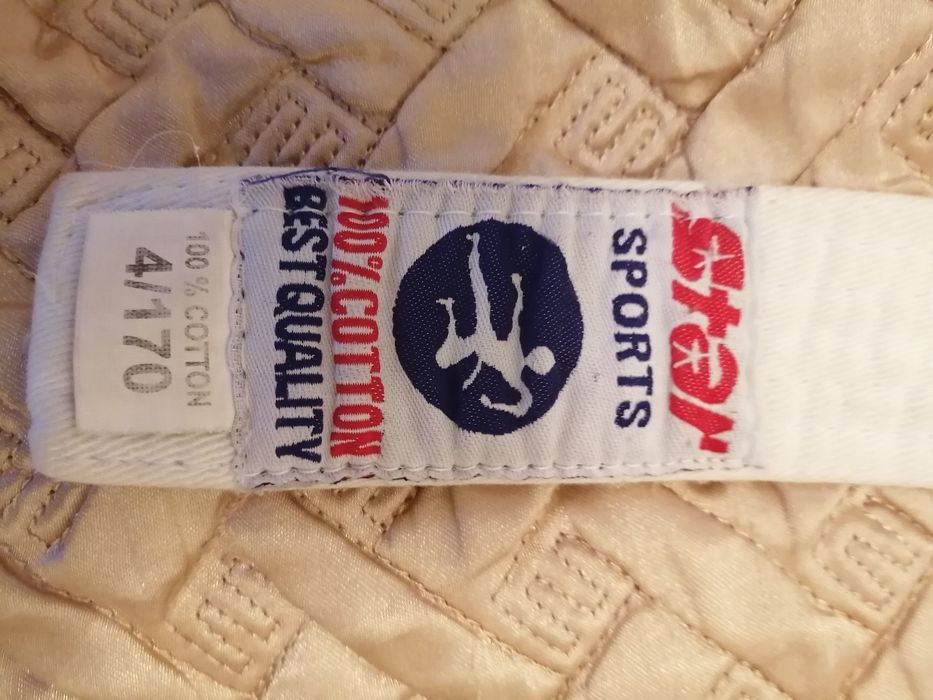 Star
SPORTS
100% COTTON
BEST QUALITY
100 % COTTON
4/170